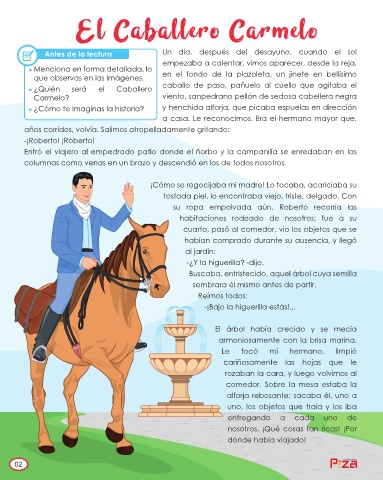 El Caballero Carmelo
Antes de la lectura
• Menciona en forma detallada, lo
que observas en las imágenes.
• ¿Quién será el Caballero
Carmelo?
• ¿Cómo te imaginas la historia?
Un día, después del desayuno, cuando el sol
empezaba a calentar, vimos aparecer, desde la reja,
en el fondo de la plazoleta, un jinete en bellísimo
caballo de paso, pañuelo al cuello que agitaba el
viento, sanpedrano pellón de sedosa cabellera negra
y henchida alforja, que picaba espuelas en dirección
a casa. Le reconocimos. Era el hermano mayor que,
años corridos, volvía. Salimos atropelladamente gritando:
-¡Roberto! ¡Roberto!
Entró el viajero al empedrado patio donde el ñorbo y la campanilla se enredaban en las
columnas como venas en un brazo y descendió en los de todos nosotros.
¡Cómo se regocijaba mi madre! Lo tocaba, acariciaba su
tostada piel, lo encontraba viejo, triste, delgado. Con
su ropa empolvada aún, Roberto recorría las
habitaciones rodeado de nosotros; fue a su
cuarto, pasó al comedor, vio los objetos que se
habían comprado durante su ausencia, y llegó
al jardín:
-¿Y la higuerilla? -dijo.
Buscaba, entristecido, aquel árbol cuya semilla
sembrara él mismo antes de partir.
Reímos todos:
-¡Bajo la higuerilla estás!...
El árbol había crecido y se mecía
armoniosamente con la brisa marina.
Le tocó mi hermano, limpió
cariñosamente las hojas que le
rozaban la cara, y luego volvimos al
comedor. Sobre la mesa estaba la
alforja rebosante; sacaba él, uno a
uno, los objetos que traía y los iba
entregando a cada uno de
nosotros. ¡Qué cosas tan ricas! ¡Por
dónde había viajado!
02